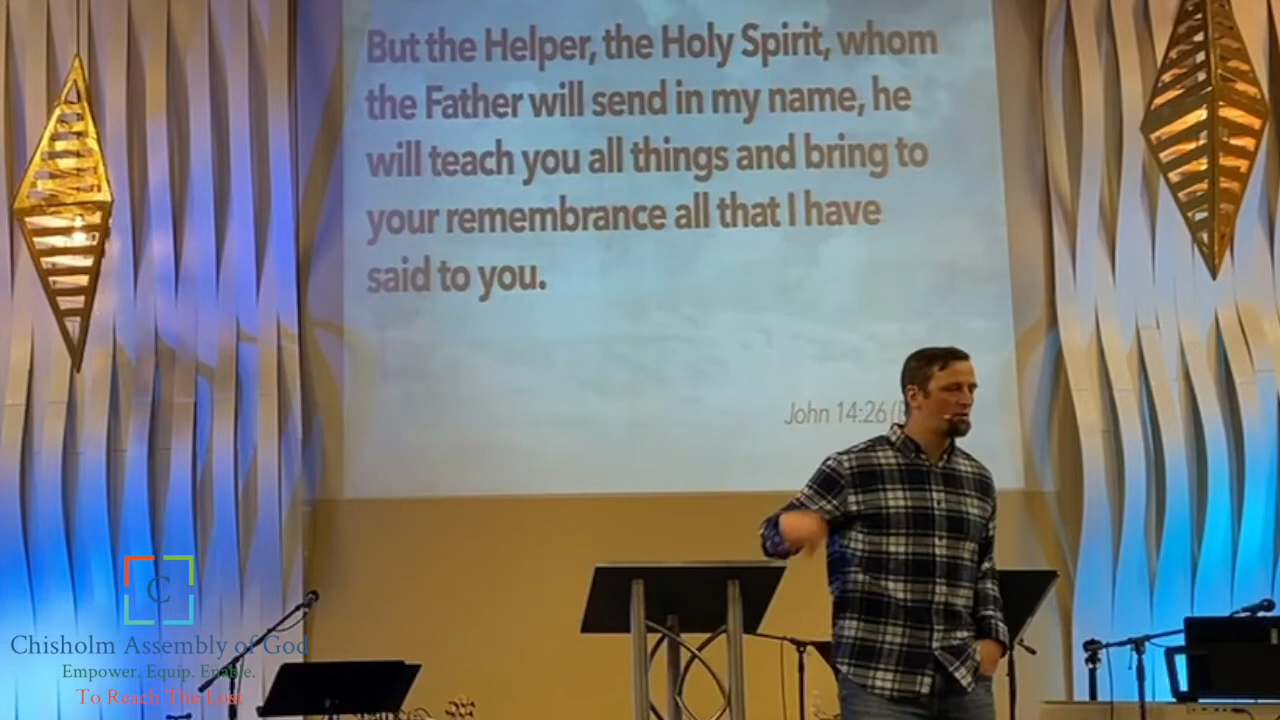 But the Helper, the Holy Spirit, whom
the Father will send in my name, he
will teach you all things and bring to
your remembrance all that I have
said to you.
John 14:26
C
Chisholm Assembly of God
Empower. Equip. Enable.
To Reach The Lost